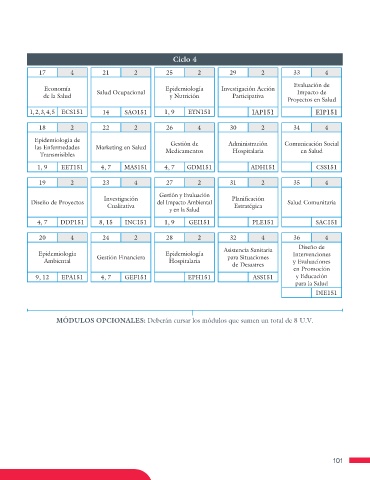 Ciclo 4
17 4 21 2 25 2 29 2 33 4
Economía de la Salud
Salud Ocupacional
Epidemiología y Nutrición
Investigación Acción Participativa
Evaluación de Impacto de Proyectos en Salud
1, 2, 3, 4, 5 ECS151 14 SAO151 1, 9 ETN151 IAP151 EIP151
18 2 22 2 26 4 30 2 34 4
Epidemiología de las Enfermedades Transmisibles
Marketing en Salud
Gestión de Medicamentos
Administración Hospitalaria
Comunicación Social en Salud
1, 9 EET151 4, 7 MAS151 4, 7 GDM151 ADH151 CSS151
19 2 23 4 27 2 31 2 35 4
Diseño de Proyectos
Investigación Cualitativa
Gestión y Evaluación del Impacto Ambiental y en la Salud
Planificación Estratégica
Salud Comunitaria
4, 7 DDP151 8, 15 INC151 1, 9 GEI151 PLE151 SAC151
20 4 24 2 28 2 32 4 36 4
Epidemiología Ambiental
Gestión Financiera
Epidemiología Hospitalaria
Asistencia Sanitaria para Situaciones de Desastres
Diseño de Intervenciones y Evaluaciones en Promoción y Educación para la Salud
9, 12 EPA151 4, 7 GEF151 EPH151 ASS151
DIE151
MÓDULOS OPCIONALES: Deberán cursar los módulos que sumen un total de 8 U.V.
101